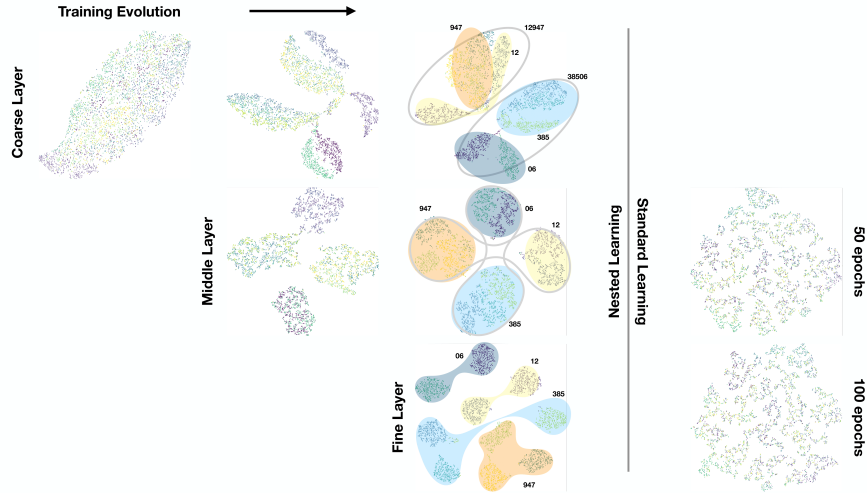 Training Evolution
Coarse Layer
947
12947
12
38506
385
06
Middle Layer
947
06
12
385
Nested Learning
Standard Learning
50 epochs
Fine Layer
06
12
385
947
100 epochs